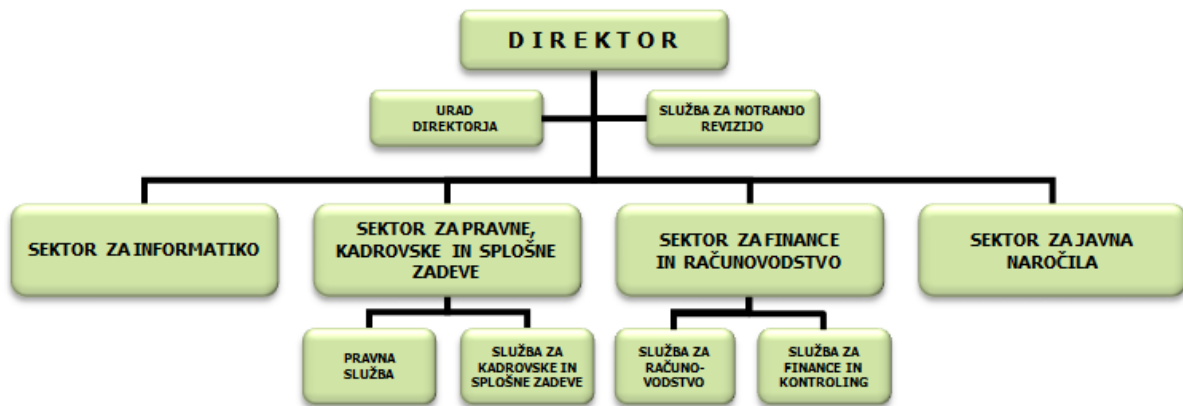 DIREKTOR
URAD
DIREKTORJA
SLUŽBA ZA NOTRANJO
REVIZIJO
SEKTOR ZA INFORMATIKO
SEKTOR ZA PRAVNE,
KADROVSKE IN SPLOŠNE
ZADEVE
SEKTOR ZA FINANCE
IN RAČUNOVODSTVO
SEKTOR ZA JAVNA
NAROČILA
PRAVNA
SLUŽBA
SLUŽBA ZA
KADROVSKE IN
SPLOŠNE ZADEVE
SLUŽBA ZA
RAČUNO-
VODSTVO
SLUŽBA ZA
FINANCE IN
KONTROLING